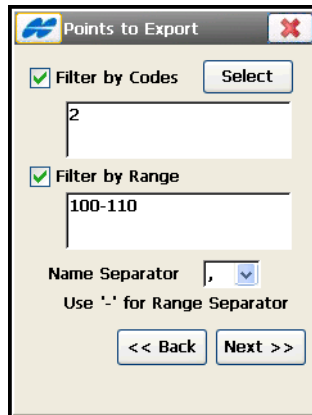 Points to Export
Filter by Codes
Select
2
Filter by Range
100-110
Name Separator ,
Use '-' for Range Separator
<< Back Next >>